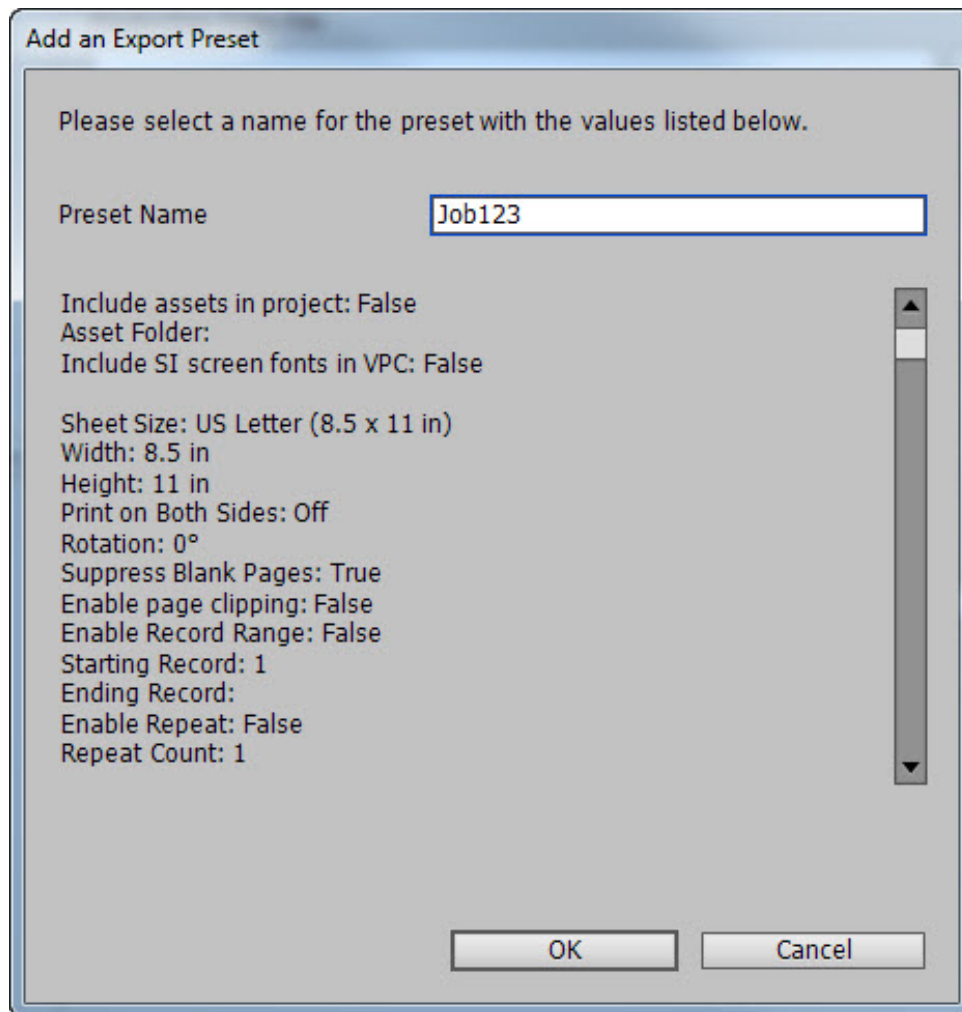 Add an Export Preset
Please select a name for the preset with the values listed below.
Preset Name
Job123
Include assets in project: False
Asset Folder:
Include SI screen fonts in VPC: False
Sheet Size: US Letter (8.5 x 11 in)
Width: 8.5 in
Height: 11 in
Print on Both Sides: Off
Rotation: 0°
Suppress Blank Pages: True
Enable page clipping: False
Enable Record Range: False
Starting Record: 1
Ending Record:
Enable Repeat: False
Repeat Count: 1
OK
Cancel